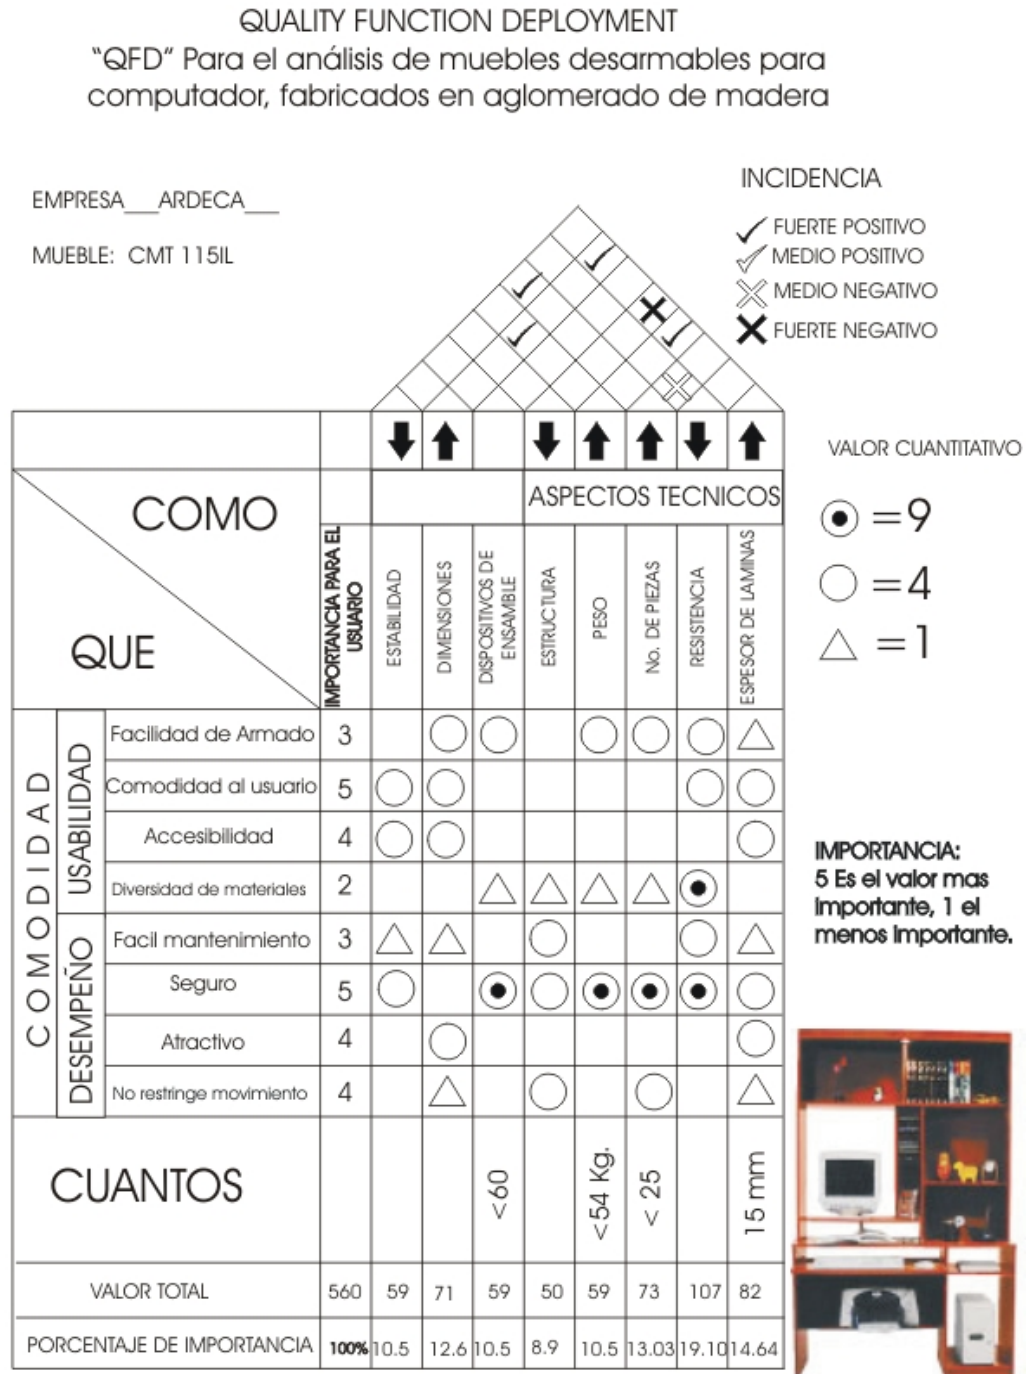 QUALITY FUNCTION DEPLOYMENT
“QFD” Para el análisis de muebles desarmables para
computador, fabricados en aglomerado de madera
EMPRESA___ARDECA___
MUEBLE: CMT 115IL
INCIDENCIA
FUERTE POSITIVO
MEDIO POSITIVO
MEDIO NEGATIVO
FUERTE NEGATIVO
VALOR CUANTITATIVO
=9
=4
=1
COMO
QUE
ASPECTOS TECNICOS
IMPORTANCIA PARA EL
USUARIO
ESTABILIDAD
DIMENSIONES
DISPOSITIVOS DE
ENSAMBLE
ESTRUCTURA
PESO
No. DE PIEZAS
RESISTENCIA
ESPESOR DE LAMINAS
COMODIDAD
USABILIDAD
Facilidad de Armado 3
Comodidad al usuario 5
Accesibilidad 4
Diversidad de materiales 2
DESEMPEÑO
Facil mantenimiento 3
Seguro 5
Atractivo 4
No restringe movimiento 4
IMPORTANCIA:
5 Es el valor mas
importante, 1 el
menos importante.
CUANTOS <60 <54 Kg. < 25 15 mm
VALOR TOTAL 560 59 71 59 50 59 73 107 82
PORCENTAJE DE IMPORTANCIA 100% 10.5 12.6 10.5 8.9 10.5 13.03 19.10 14.64